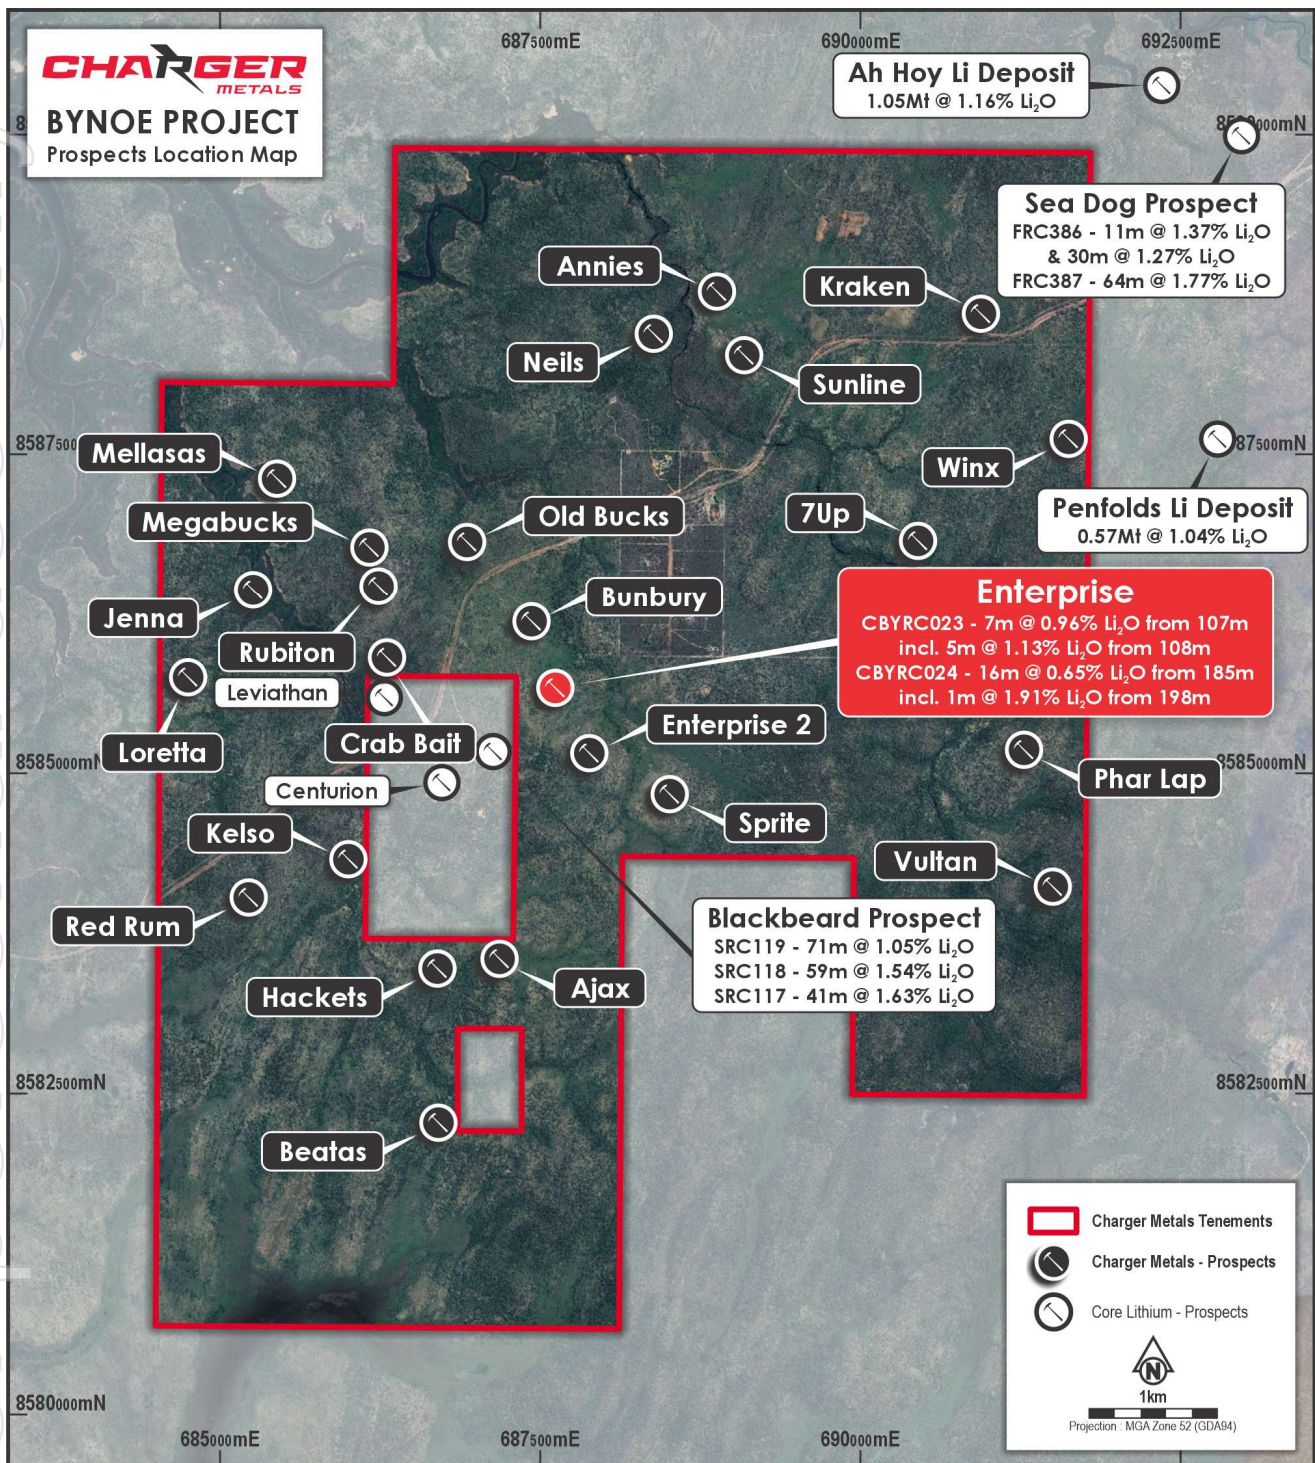 687500mE
690000mE
692500mE
CHARGER
METALS
BYNOE PROJECT
Prospects Location Map
Ah Hoy Li Deposit
1.05Mt @ 1.16% Li₂O
Sea Dog Prospect
FRC386 - 11m @ 1.37% Li₂O
& 30m @ 1.27% Li₂O
FRC387 - 64m @ 1.77% Li₂O
Annies
Kraken
Neils
Sunline
8587500
Mellasas
Winx
87500mN
Megabucks
Old Bucks
7Up
Penfolds Li Deposit
0.57Mt @ 1.04% Li₂O
Jenna
Bunbury
Rubiton
Enterprise
CBYRC023 - 7m @ 0.96% Li₂O from 107m
incl. 5m @ 1.13% Li₂O from 108m
CBYRC024 - 16m @ 0.65% Li₂O from 185m
incl. 1m @ 1.91% Li₂O from 198m
Leviathan
Loretta
Crab Bait
Enterprise 2
8585000mN
8585000mN
Centurion
Phar Lap
Kelso
Sprite
Vultan
Red Rum
Blackbeard Prospect
SRC119 - 71m @ 1.05% Li₂O
SRC118 - 59m @ 1.54% Li₂O
SRC117 - 41m @ 1.63% Li₂O
Hackets
Ajax
8582500mN
8582500mN
Beatas
Charger Metals Tenements
Charger Metals - Prospects
Core Lithium - Prospects
N
1km
Projection : MGA Zone 52 (GDA94)
8580000mN
685000mE
687500mE
690000mE